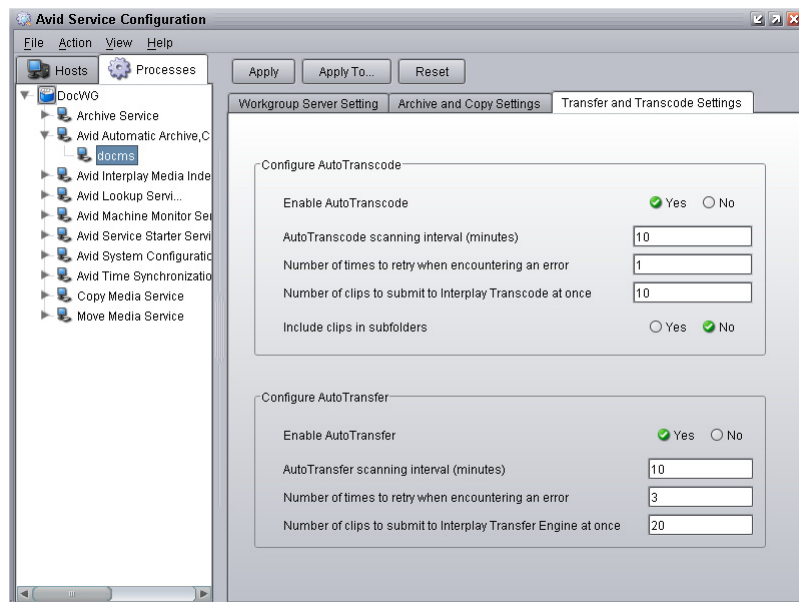 Avid Service Configuration
File Action View Help
Hosts Processes
DocWG
Archive Service
Avid Automatic Archive,C
docms
Avid Interplay Media Inde
Avid Lookup Servi...
Avid Machine Monitor Ser
Avid Service Starter Servi
Avid System Configuratio
Avid Time Synchronizatio
Copy Media Service
Move Media Service
Apply Apply To... Reset
Workgroup Server Setting Archive and Copy Settings Transfer and Transcode Settings
Configure AutoTranscode
Enable AutoTranscode Yes No
AutoTranscode scanning interval (minutes) 10
Number of times to retry when encountering an error 1
Number of clips to submit to Interplay Transcode at once 10
Include clips in subfolders Yes No
Configure AutoTransfer
Enable AutoTransfer Yes No
AutoTransfer scanning interval (minutes) 10
Number of times to retry when encountering an error 3
Number of clips to submit to Interplay Transfer Engine at once 20